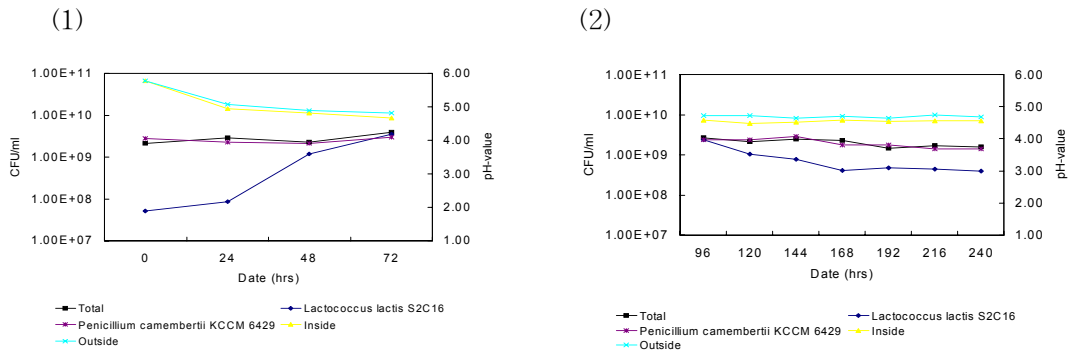 (1)
1.00E+11
1.00E+10
1.00E+09
1.00E+08
1.00E+07
CFU/ml
6.00
5.00
4.00
3.00
2.00
1.00
pH-value
0 24 48 72
Date (hrs)
Total
Lactococcus lactis S2C16
Penicillium camembertii KCCM 6429
Inside
Outside
(2)
1.00E+11
1.00E+10
1.00E+09
1.00E+08
1.00E+07
CFU/ml
6.00
5.00
4.00
3.00
2.00
1.00
pH-value
96 120 144 168 192 216 240
Date (hrs)
Total
Lactococcus lactis S2C16
Penicillium camembertii KCCM 6429
Inside
Outside